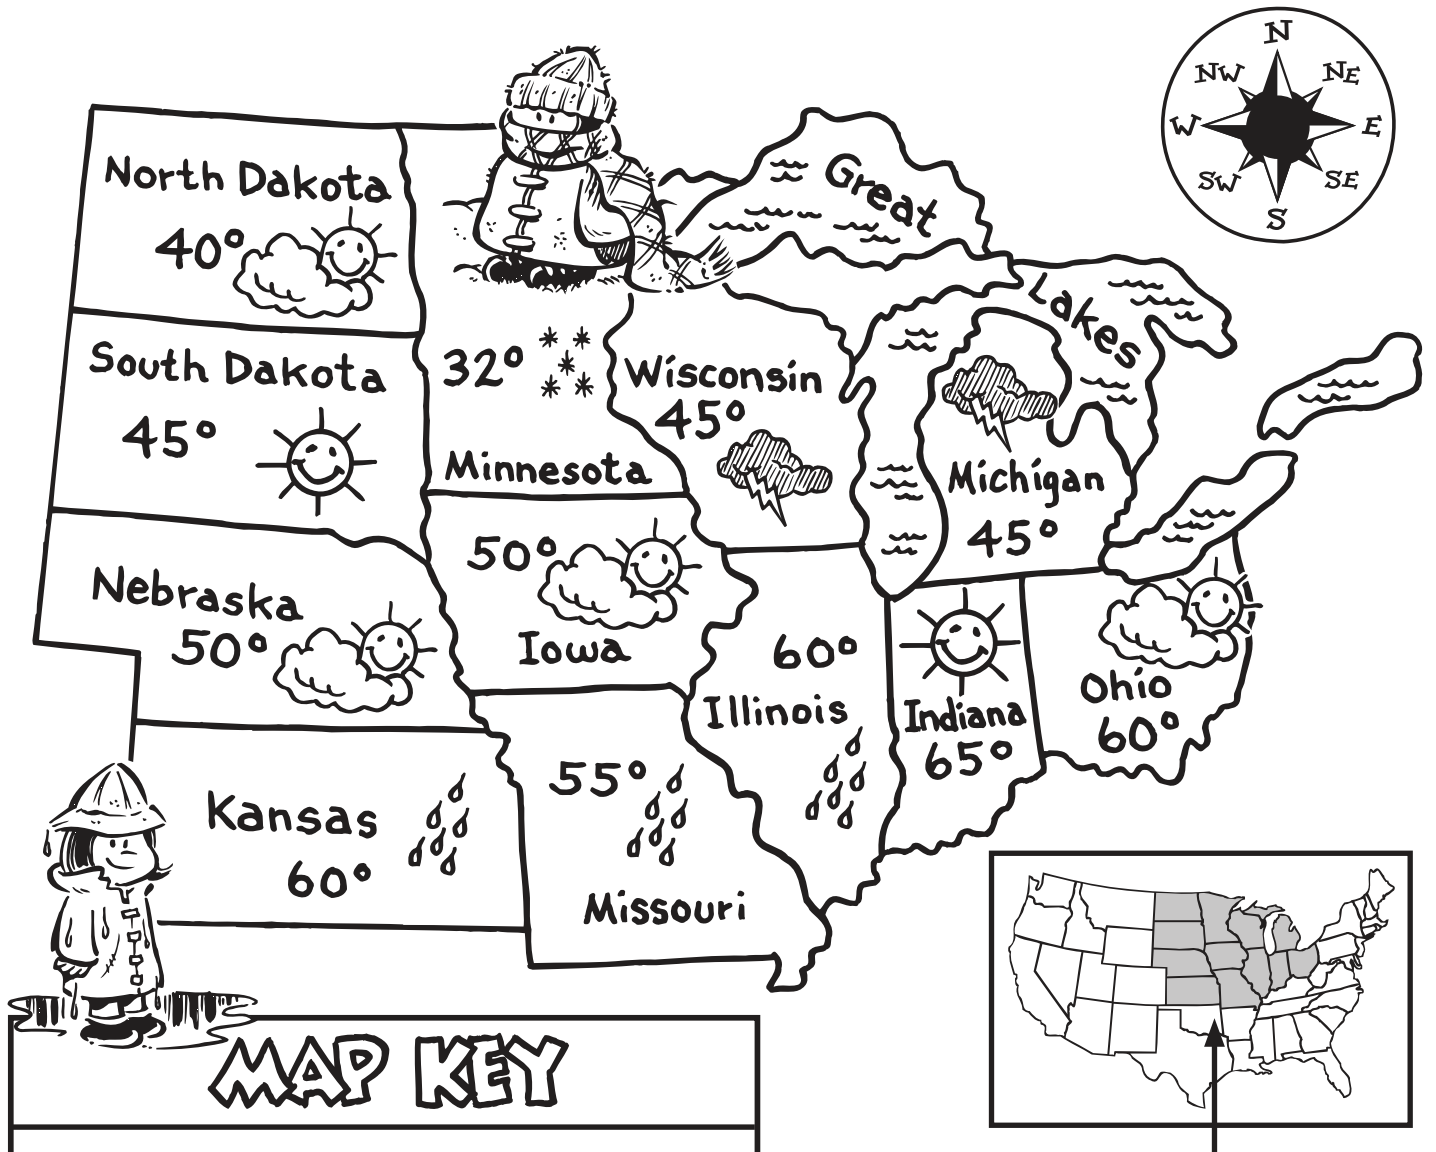 N
NW
NE
W
E
SW
SE
S
North Dakota
40°
Great
Lakes
South Dakota
45°
32°
Minnesota
Wisconsin
45°
Michigan
45°
Nebraska
50°
50°
Iowa
60°
Illinois
Indiana
65°
Ohio
60°
Kansas
60°
55°
Missouri
MAP KEY